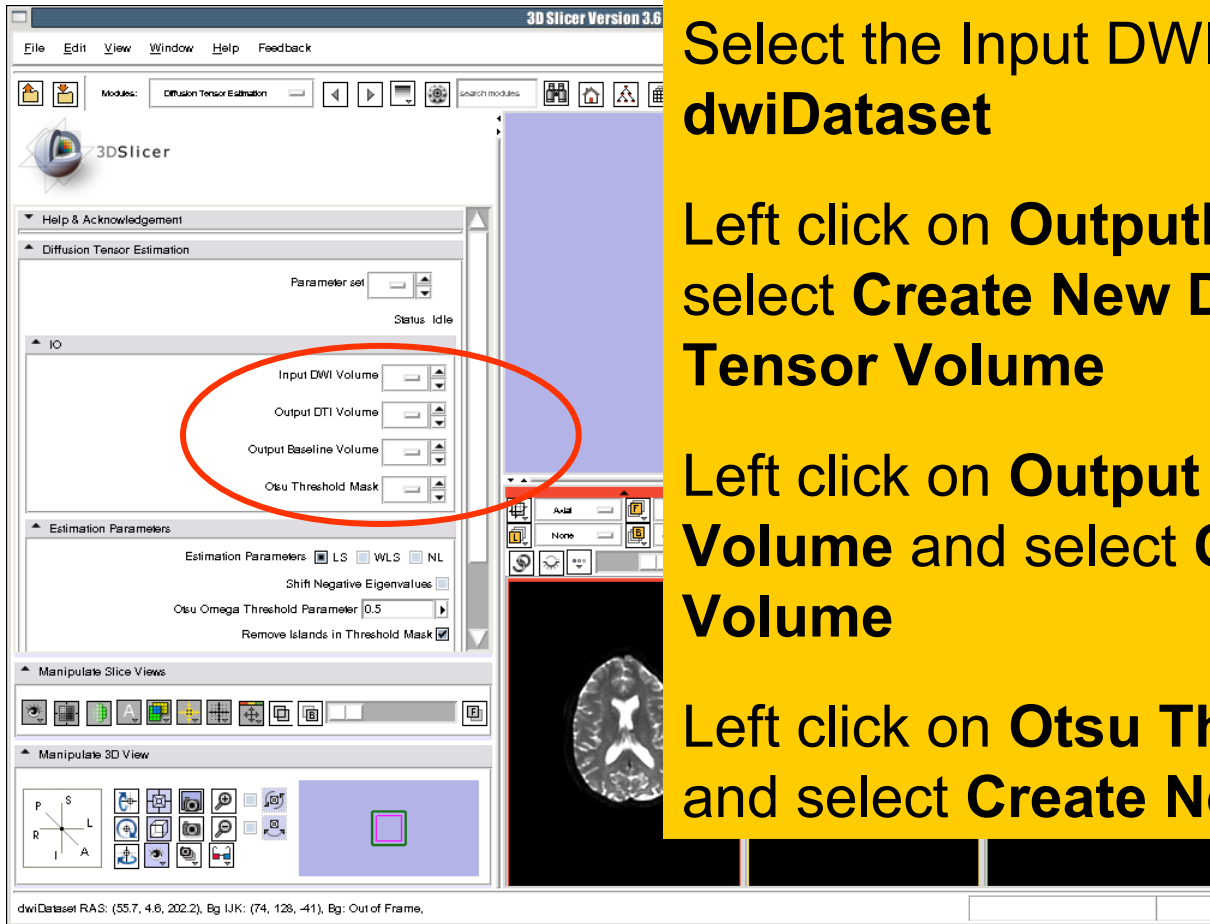 3D Slicer Version 3.6
File Edit View Window Help Feedback
Modules: Diffusion Tensor Estimation search modules
3DSlicer
Help & Acknowledgement
Diffusion Tensor Estimation
Parameter set
Status Idle
IO
Input DWI Volume
Output DTI Volume
Output Baseline Volume
Otsu Threshold Mask
Estimation Parameters
Estimation Parameters LS WLS NL
Shift Negative Eigenvalues
Otsu Omega Threshold Parameter 0.5
Remove Islands in Threshold Mask
Manipulate Slice Views
A B F
Manipulate 3D View
P S
R L
I A
Axial F
L None B
Select the Input DWI
dwiDataset
Left click on Output
select Create New D
Tensor Volume
Left click on Output
Volume and select C
Volume
Left click on Otsu Th
and select Create Ne
dwiDataset RAS: (55.7, 4.6, 202.2), Bg IJK: (74, 128, -41), Bg: Out of Frame,